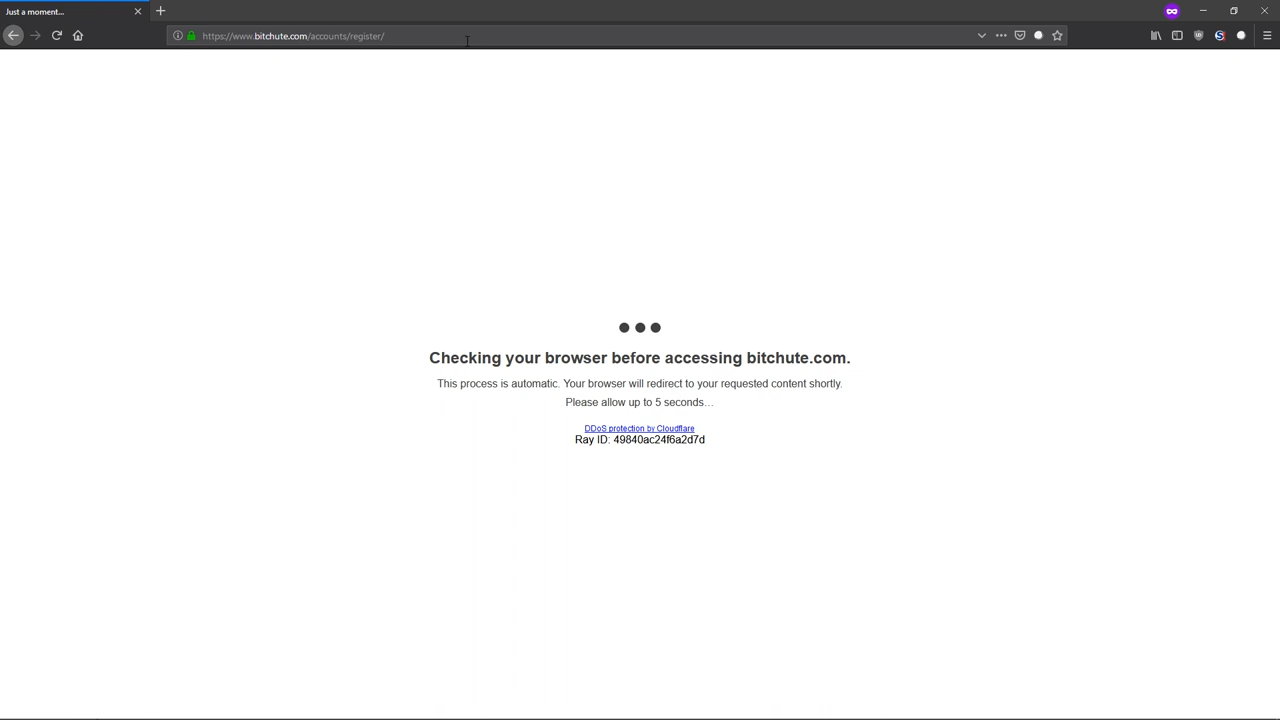 Just a moment...
https://www.bitchute.com/accounts/register/
Checking your browser before accessing bitchute.com.
This process is automatic. Your browser will redirect to your requested content shortly.
Please allow up to 5 seconds…
DDoS protection by Cloudflare
Ray ID: 49840ac24f6a2d7d